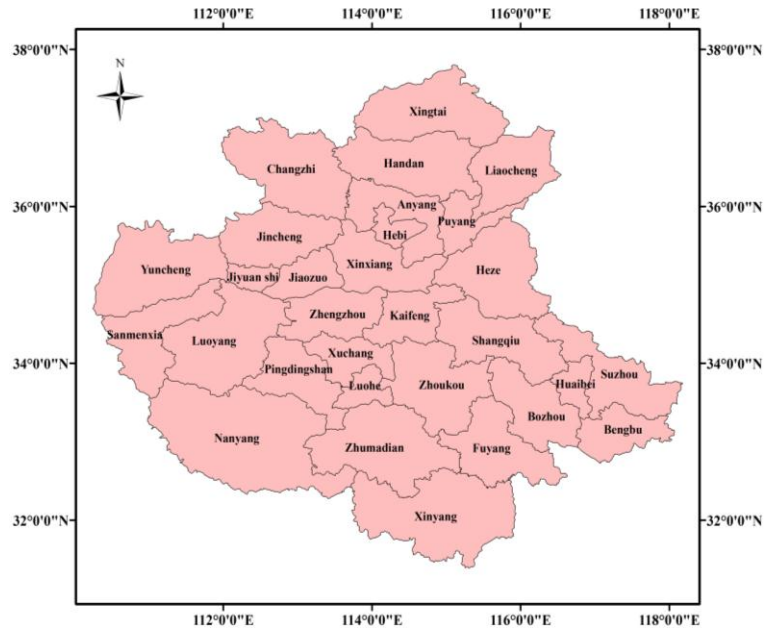 112°0'0"E 114°0'0"E 116°0'0"E 118°0'0"E
38°0'0"N 38°0'0"N
N
Xingtai
Changzhi Handan Liaocheng
36°0'0"N Anyang 36°0'0"N
Puyang
Jincheng Hebi
Yuncheng Jiyuan shi Jiaozuo Xinxiang Heze
Zhengzhou Kaifeng
Sanmenxia Luoyang Shangqiu
34°0'0"N Xuchang 34°0'0"N
Pingdingshan Suzhou
Luohe Zhoukou Huaibei
Bozhou
Nanyang Zhumadian Fuyang Bengbu
32°0'0"N Xinyang 32°0'0"N
112°0'0"E 114°0'0"E 116°0'0"E 118°0'0"E